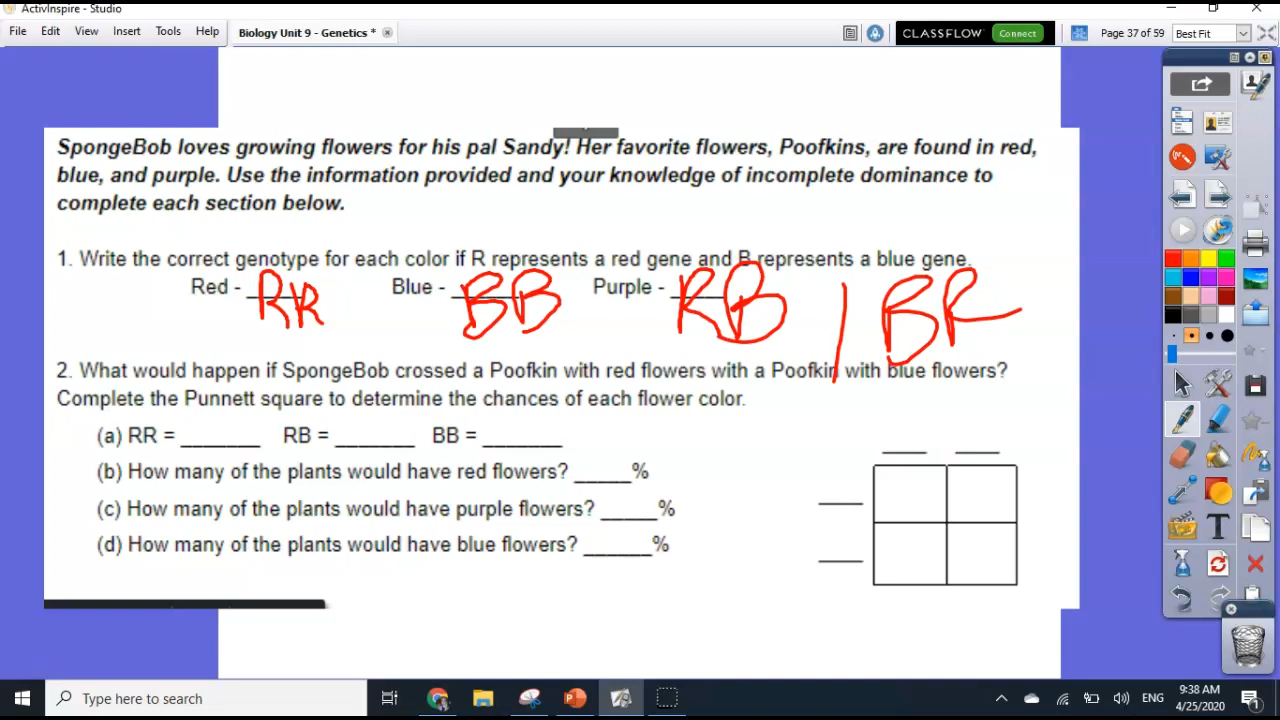 ActivInspire - Studio
File Edit View Insert Tools Help
Biology Unit 9 - Genetics *
CLASSFLOW Connect
Page 37 of 59
Best Fit
SpongeBob loves growing flowers for his pal Sandy! Her favorite flowers, Poofkins, are found in red,
blue, and purple. Use the information provided and your knowledge of incomplete dominance to
complete each section below.
1. Write the correct genotype for each color if R represents a red gene and B represents a blue gene.
Red - RR Blue - BB Purple - RB / BR
2. What would happen if SpongeBob crossed a Poofkin with red flowers with a Poofkin with blue flowers?
Complete the Punnett square to determine the chances of each flower color.
(a) RR = _______ RB = _______ BB = _______
(b) How many of the plants would have red flowers? _____%
(c) How many of the plants would have purple flowers? _____%
(d) How many of the plants would have blue flowers? ______%
Type here to search
ENG
9:38 AM
4/25/2020
1